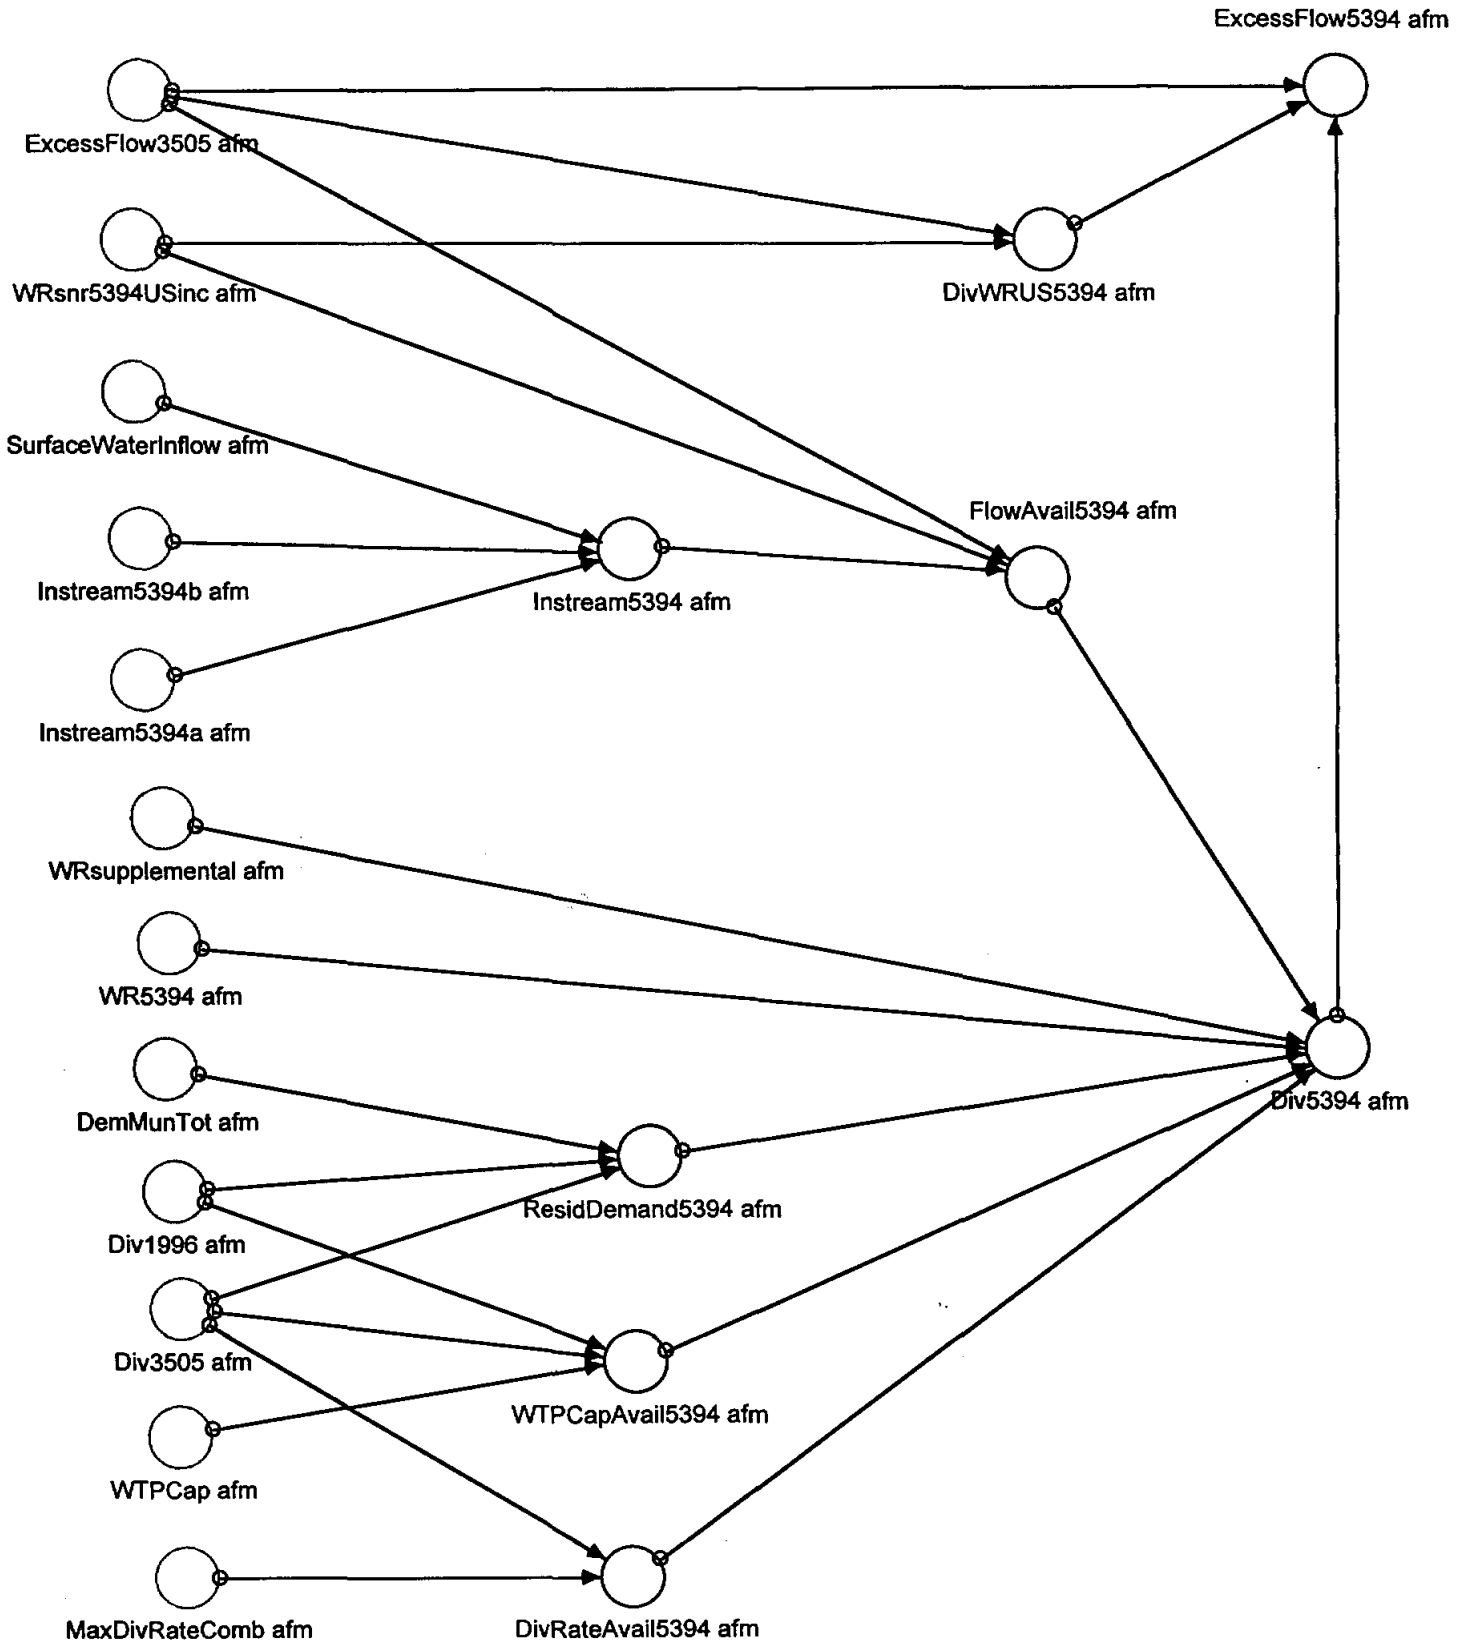 ExcessFlow5394 afm
ExcessFlow3505 afm
WRsnr5394USinc afm
DivWRUS5394 afm
SurfaceWaterInflow afm
FlowAvail5394 afm
Instream5394b afm
Instream5394 afm
Instream5394a afm
WRsupplemental afm
WR5394 afm
Div5394 afm
DemMunTot afm
ResidDemand5394 afm
Div1996 afm
Div3505 afm
WTPCapAvail5394 afm
WTPCap afm
MaxDivRateComb afm
DivRateAvail5394 afm